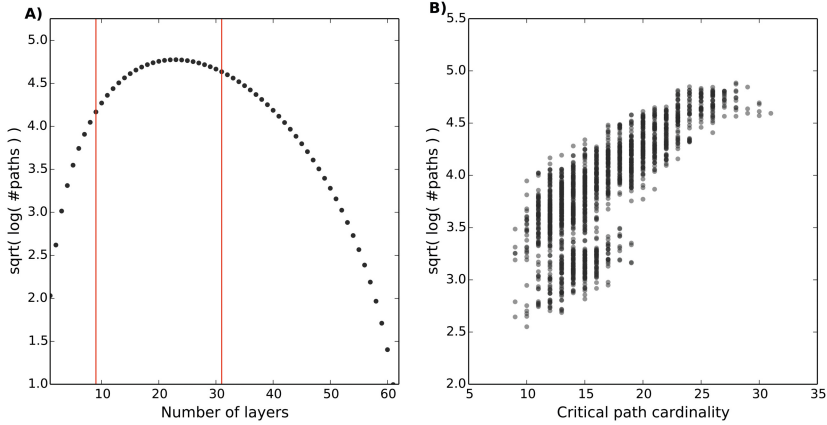 A)
5.0
4.5
4.0
3.5
3.0
2.5
2.0
1.5
1.0
sqrt( log( #paths ) )
10 20 30 40 50 60
Number of layers
B)
5.5
5.0
4.5
4.0
3.5
3.0
2.5
2.0
sqrt( log( #paths ) )
5 10 15 20 25 30 35
Critical path cardinality